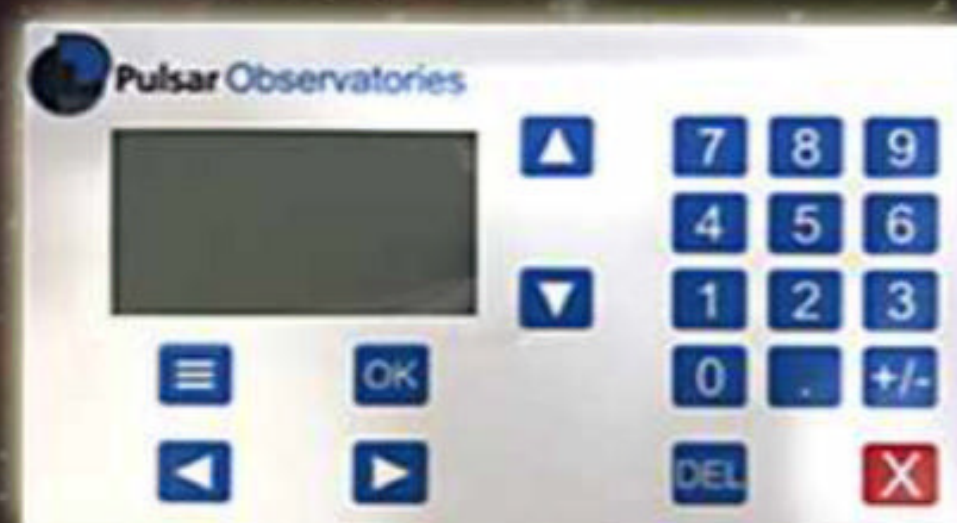 Pulsar Observatories
7 8 9
4 5 6
1 2 3
OK
0 . +/-
DEL X